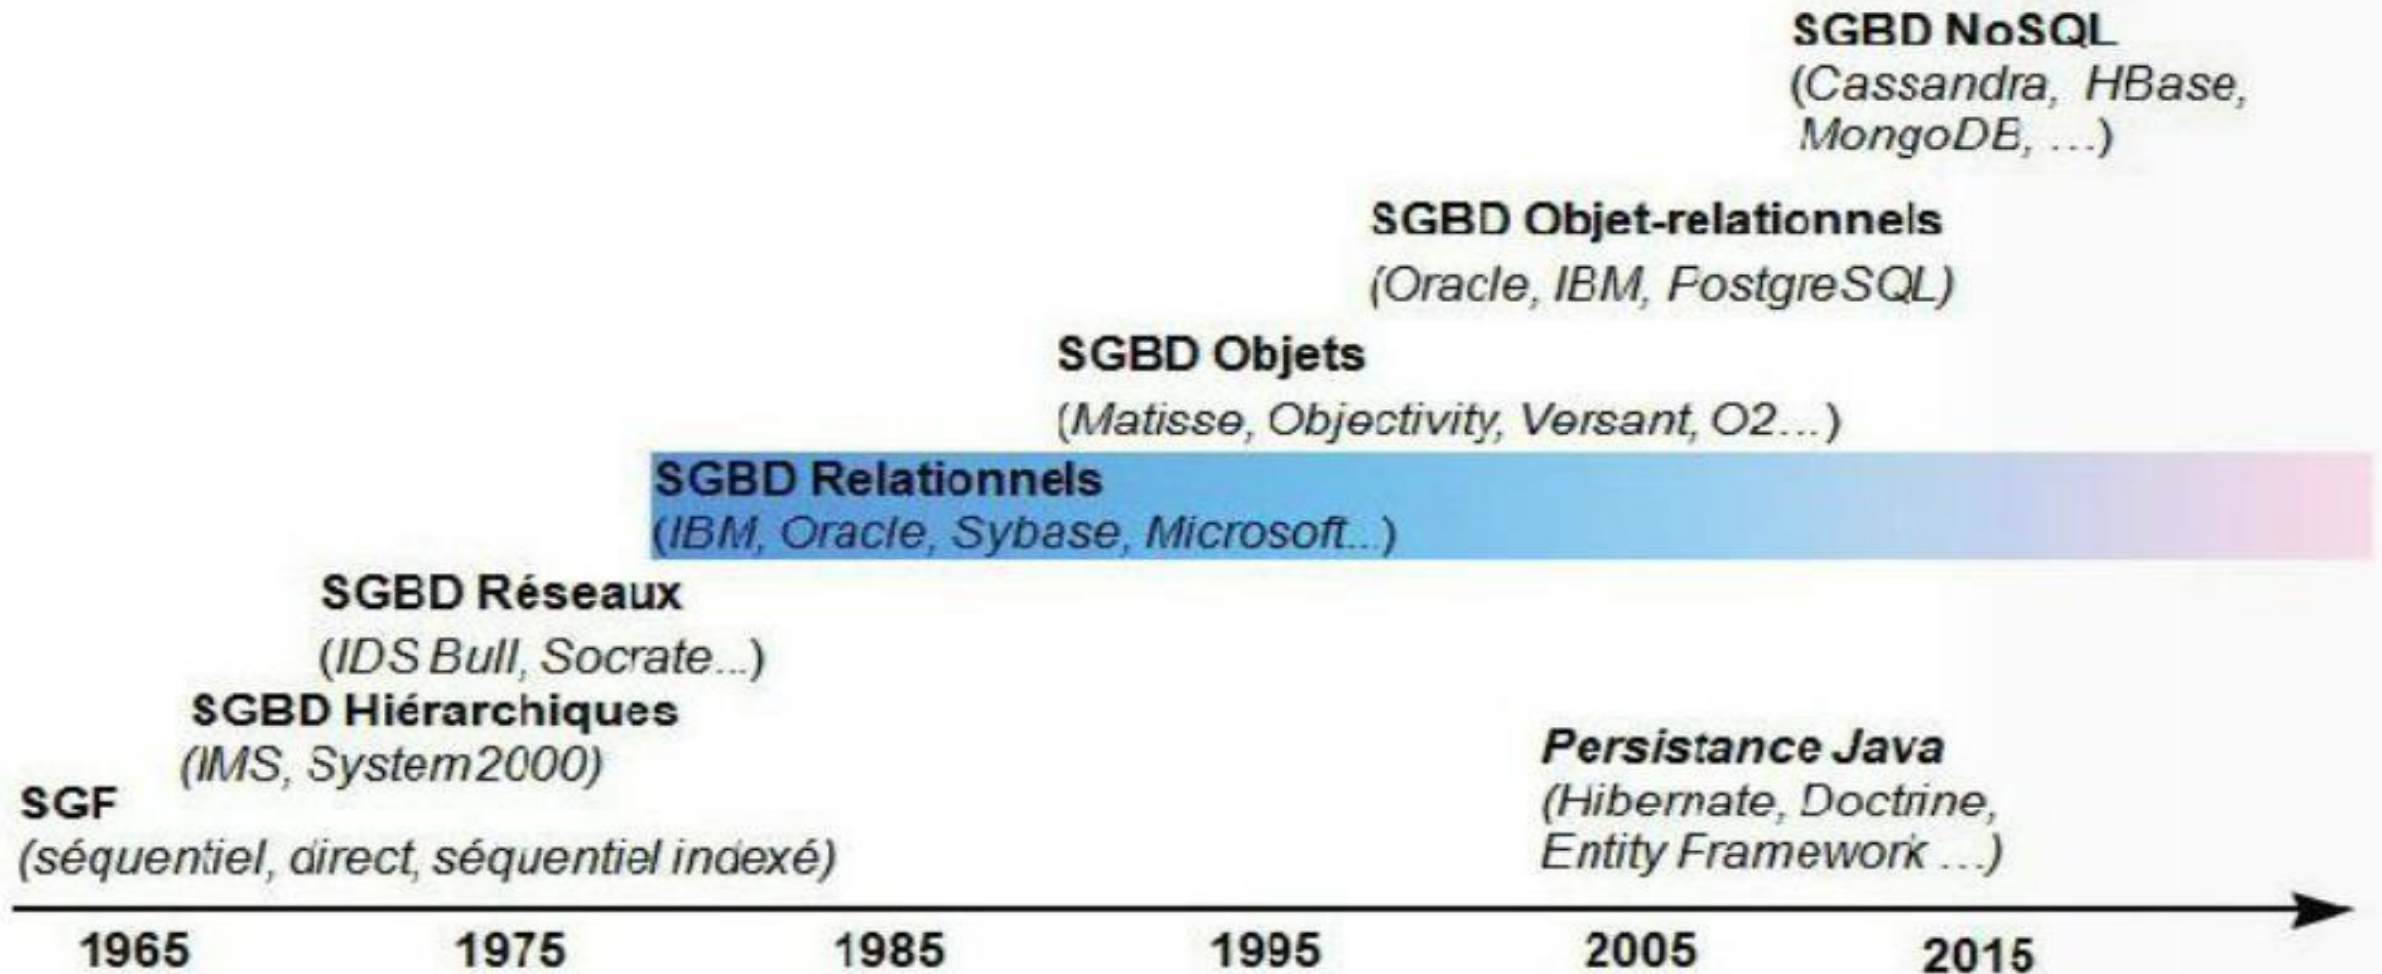 SGBD NoSQL
(Cassandra, HBase,
MongoDB, ...)
SGBD Objet-relationnels
(Oracle, IBM, PostgreSQL)
SGBD Objets
(Matisse, Objectivity, Versant, O2...)
SGBD Relationnels
(IBM, Oracle, Sybase, Microsoft...)
SGBD Réseaux
(IDS Bull, Socrate...)
SGBD Hiérarchiques
(IMS, System2000)
Persistance Java
(Hibernate, Doctrine,
Entity Framework ...)
SGF
(séquentiel, direct, séquentiel indexé)
1965 1975 1985 1995 2005 2015